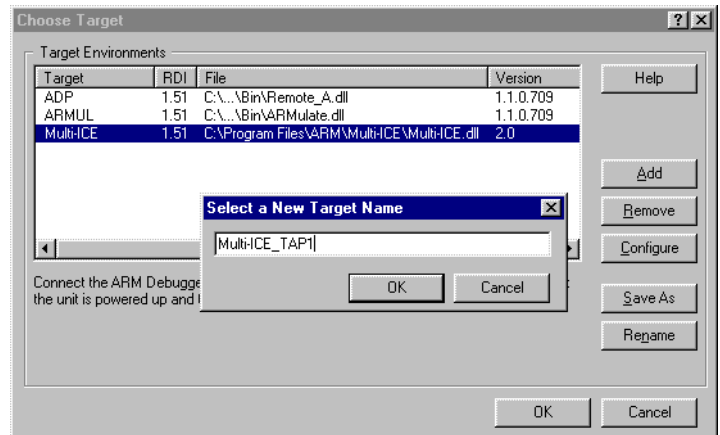 Choose Target
Target Environments
Target RDI File Version
ADP 1.51 C:\...\Bin\Remote_A.dll 1.1.0.709
ARMUL 1.51 C:\...\Bin\ARMulate.dll 1.1.0.709
Multi-ICE 1.51 C:\Program Files\ARM\Multi-ICE\Multi-ICE.dll 2.0
Help
Add
Remove
Configure
Save As
Rename
Select a New Target Name
Multi-ICE_TAP1
OK Cancel
Connect the ARM Debugge
the unit is powered up and
OK Cancel